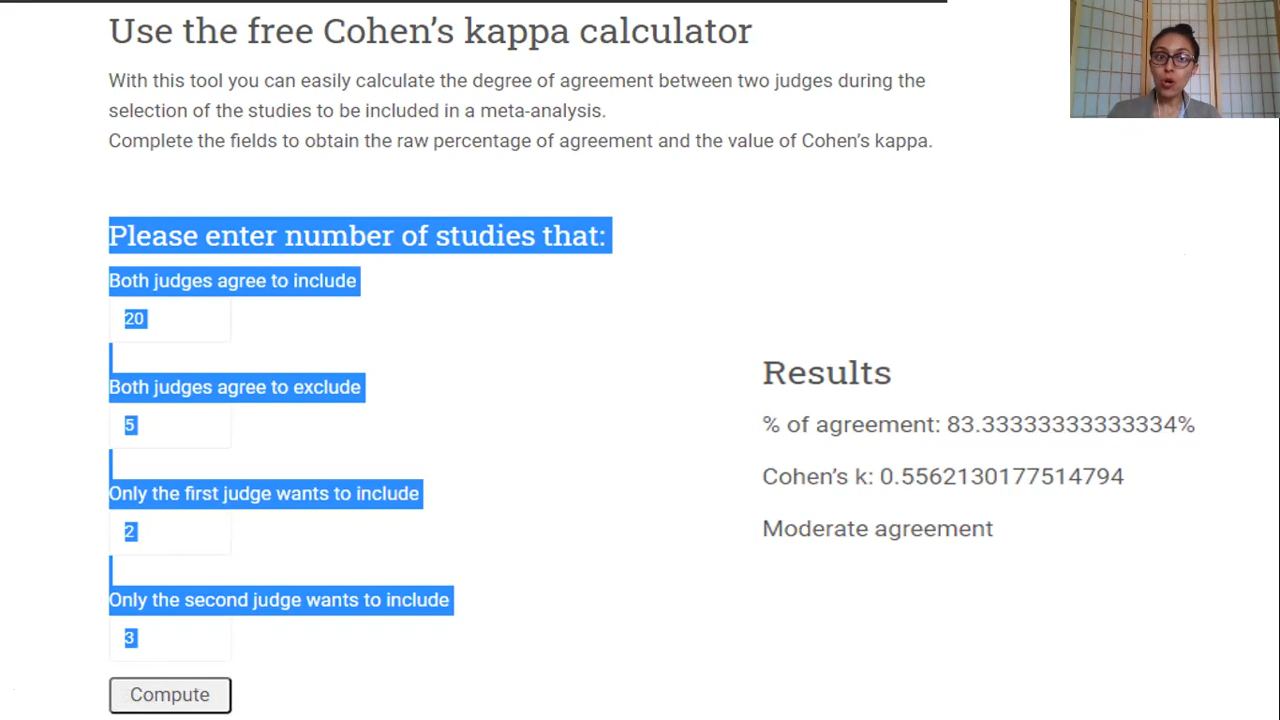 Use the free Cohen’s kappa calculator
With this tool you can easily calculate the degree of agreement between two judges during the
selection of the studies to be included in a meta-analysis.
Complete the fields to obtain the raw percentage of agreement and the value of Cohen’s kappa.
Please enter number of studies that:
Both judges agree to include
20
Both judges agree to exclude
5
Only the first judge wants to include
2
Only the second judge wants to include
3
Compute
Results
% of agreement: 83.33333333333334%
Cohen’s k: 0.5562130177514794
Moderate agreement